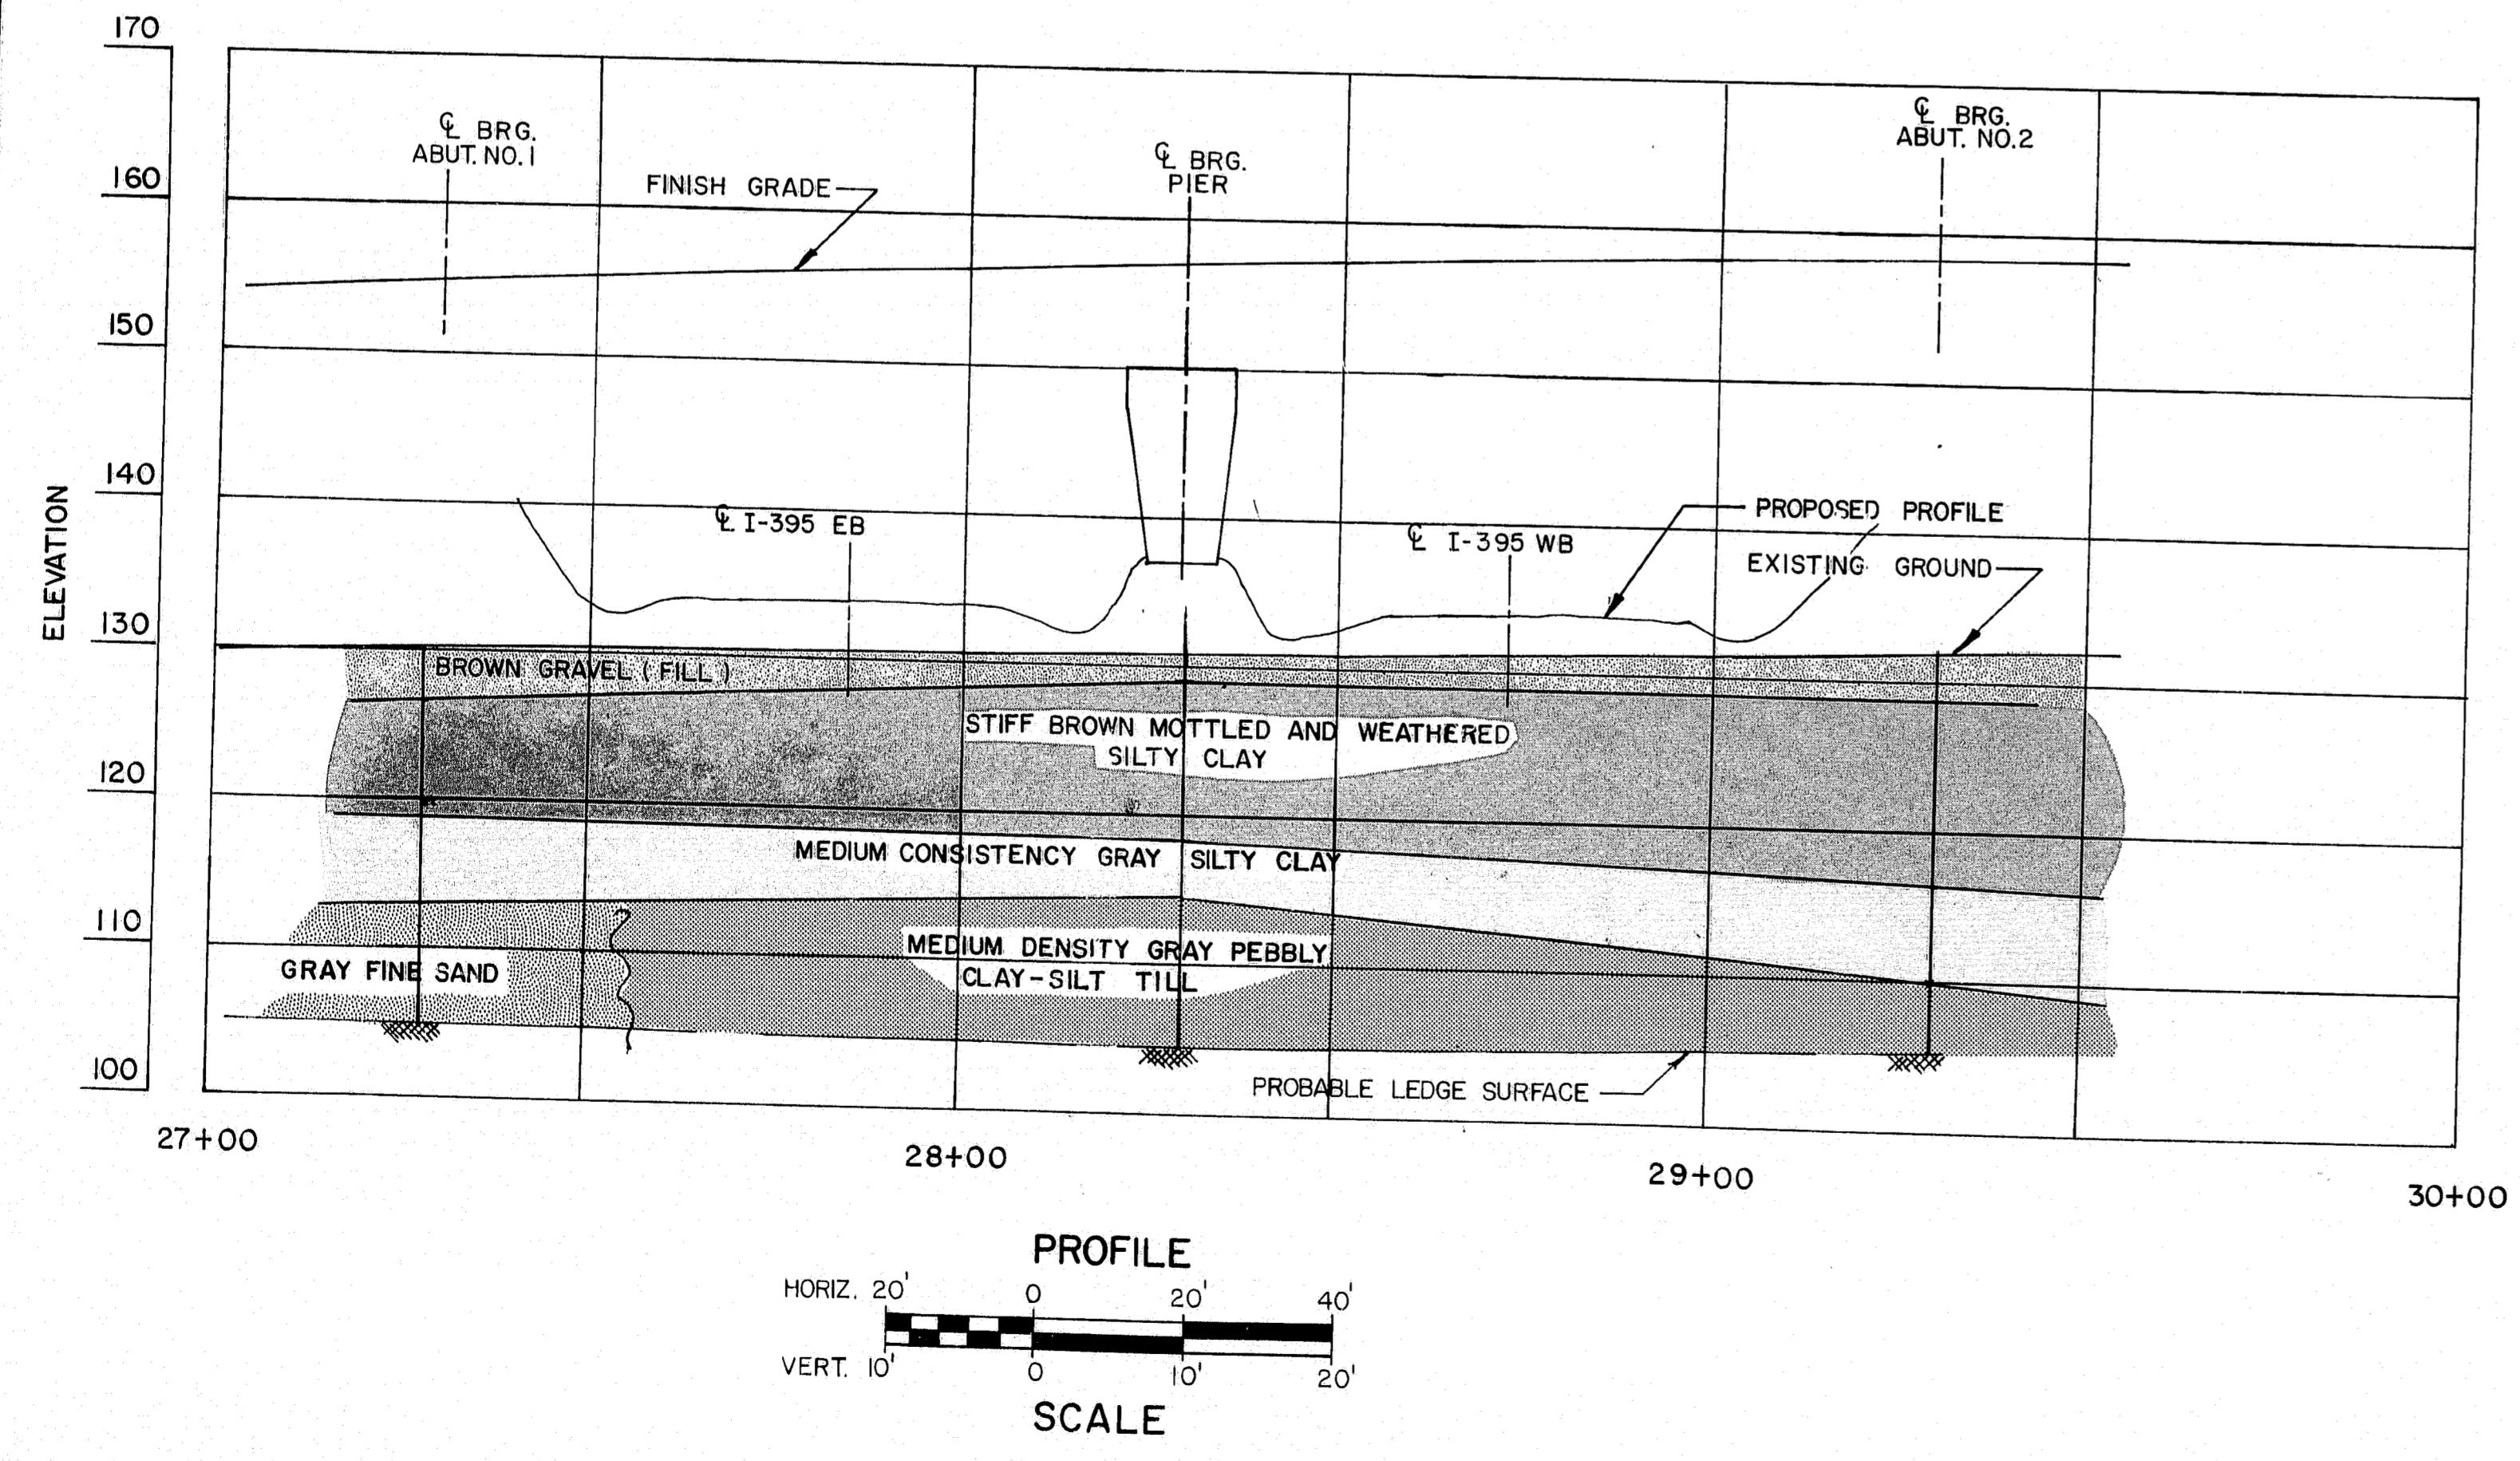 170
160
150
140
130
120
110
100
ELEVATION
℄ BRG.
ABUT. NO. 1
FINISH GRADE
℄ BRG.
PIER
℄ BRG.
ABUT. NO. 2
℄ I-395 EB
℄ I-395 WB
PROPOSED PROFILE
EXISTING GROUND
BROWN GRAVEL (FILL)
STIFF BROWN MOTTLED AND WEATHERED
SILTY CLAY
MEDIUM CONSISTENCY GRAY SILTY CLAY
MEDIUM DENSITY GRAY PEBBLY
CLAY-SILT TILL
GRAY FINE SAND
PROBABLE LEDGE SURFACE
27+00
28+00
29+00
30+00
PROFILE
HORIZ. 20' 0 20' 40'
VERT. 10' 0 10' 20'
SCALE